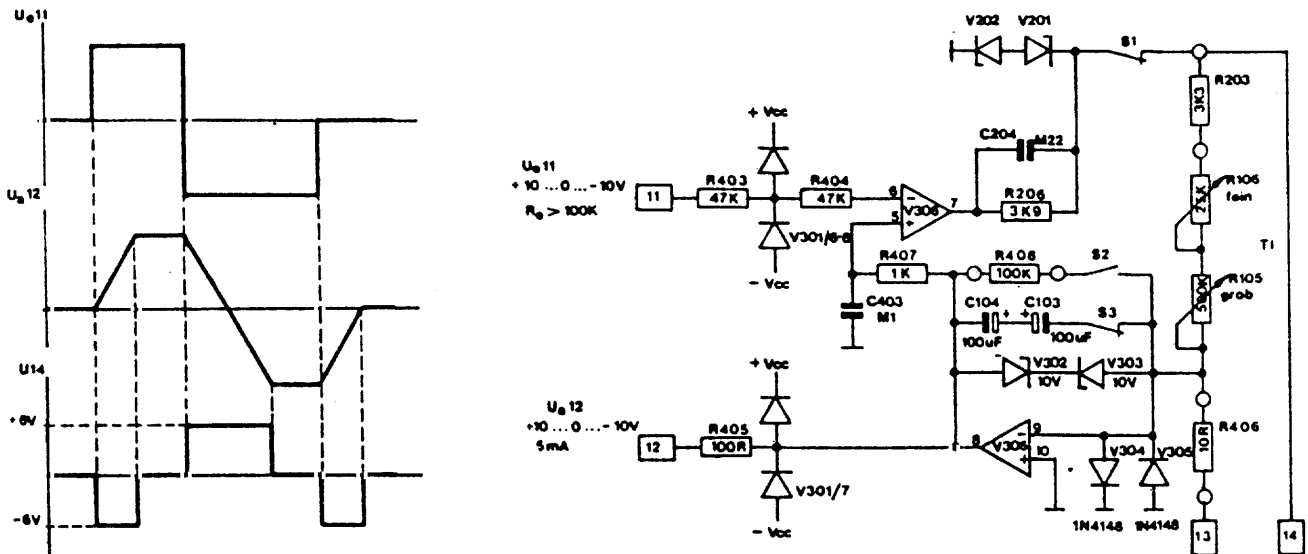 Ue11
Ua12
U14
+6V
-6V
V202
V201
S1
R203
3K3
+ Vcc
C204
M22
Ue11
+10 ...0 ...-10V
Re > 100K
11
R403
47K
R404
47K
6
-
5
+
V306
7
R206
3K9
R106
25K
fein
V301/6-8
- Vcc
TI
R407
1K
R408
100K
S2
R105
500K
grob
C403
M1
C104
+
+
C103
S3
100uF
100uF
+ Vcc
V302
10V
V303
10V
Ua12
+10 ...0 ...-10V
5mA
12
R405
100R
8
V306
-
9
+
10
V304
V305
R406
10R
V301/7
- Vcc
1N4148
1N4148
13
14